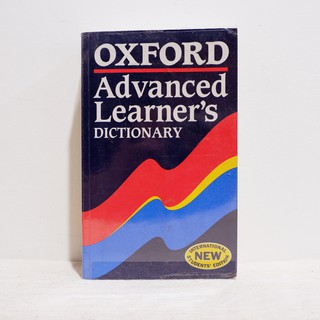 OXFORD
Advanced
Learner's
DICTIONARY
INTERNATIONAL
NEW
STUDENTS' EDITION